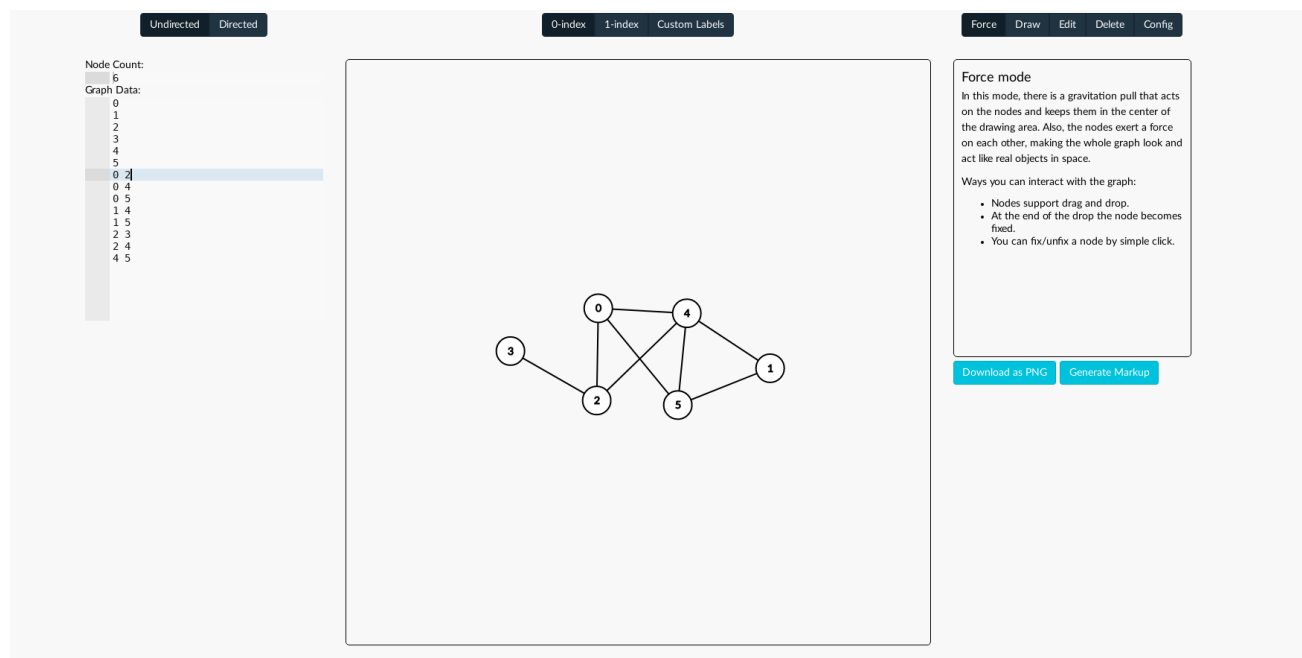 Undirected Directed
0-index 1-index Custom Labels
Force Draw Edit Delete Config
Node Count:
6
Graph Data:
0
1
2
3
4
5
0 2
0 4
0 5
1 4
1 5
2 3
2 4
4 5
0
4
3
1
2
5
Force mode
In this mode, there is a gravitation pull that acts
on the nodes and keeps them in the center of
the drawing area. Also, the nodes exert a force
on each other, making the whole graph look and
act like real objects in space.
Ways you can interact with the graph:
• Nodes support drag and drop.
• At the end of the drop the node becomes
fixed.
• You can fix/unfix a node by simple click.
Download as PNG Generate Markup